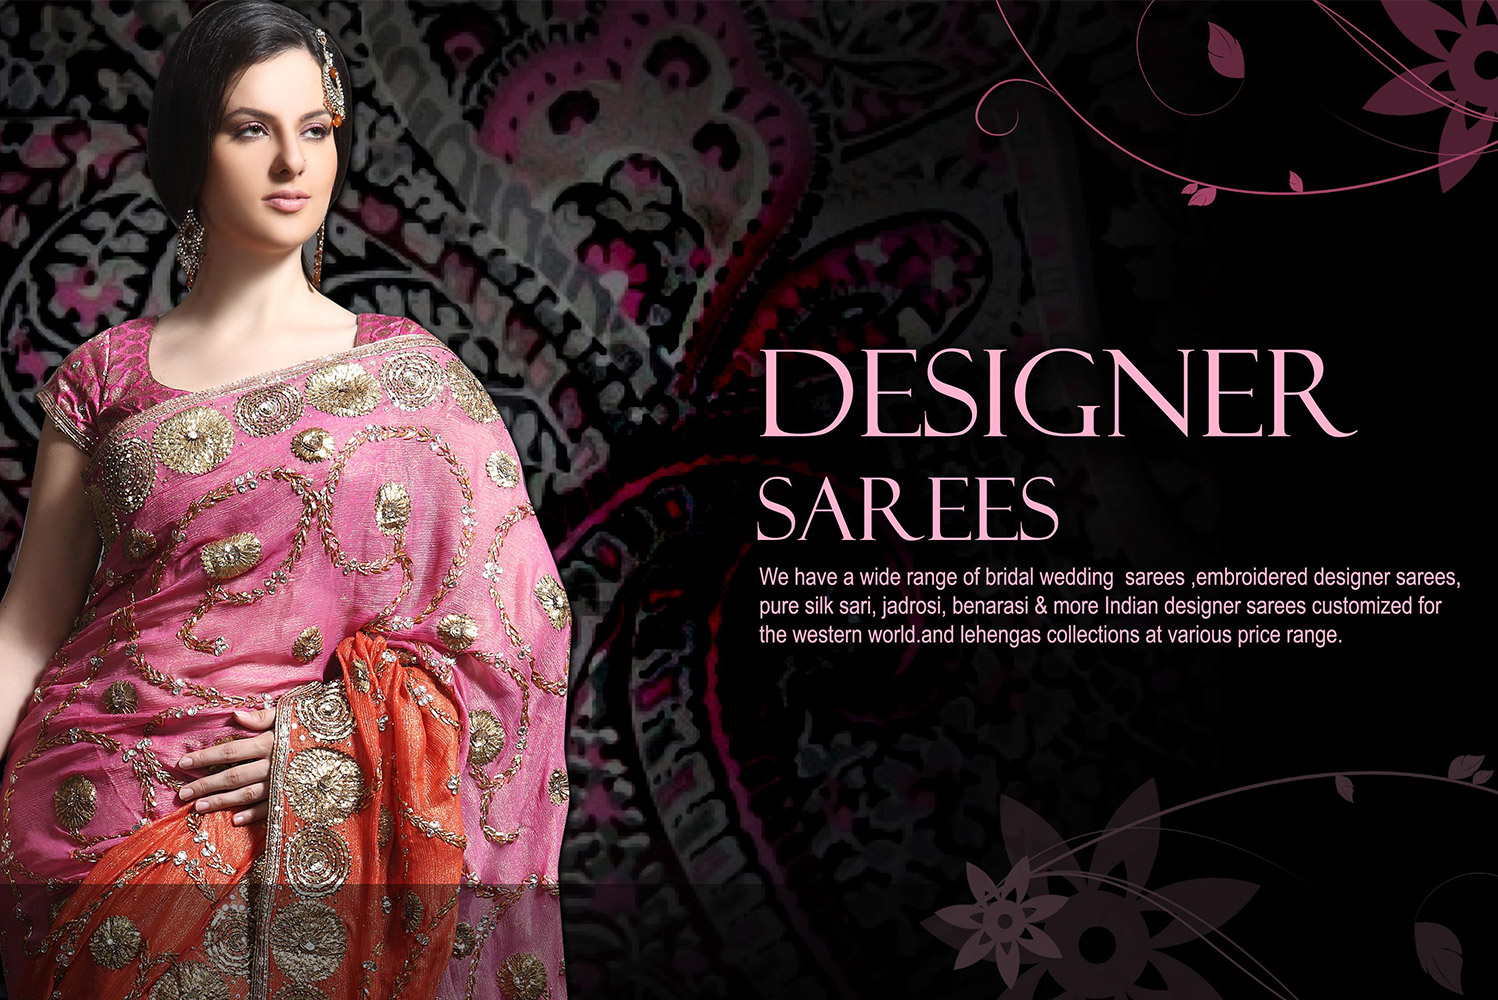 DESIGNER
SAREES
We have a wide range of bridal wedding  sarees ,embroidered designer sarees,
pure silk sari, jadrosi, benarasi & more Indian designer sarees customized for
the western world.and lehengas collections at various price range.